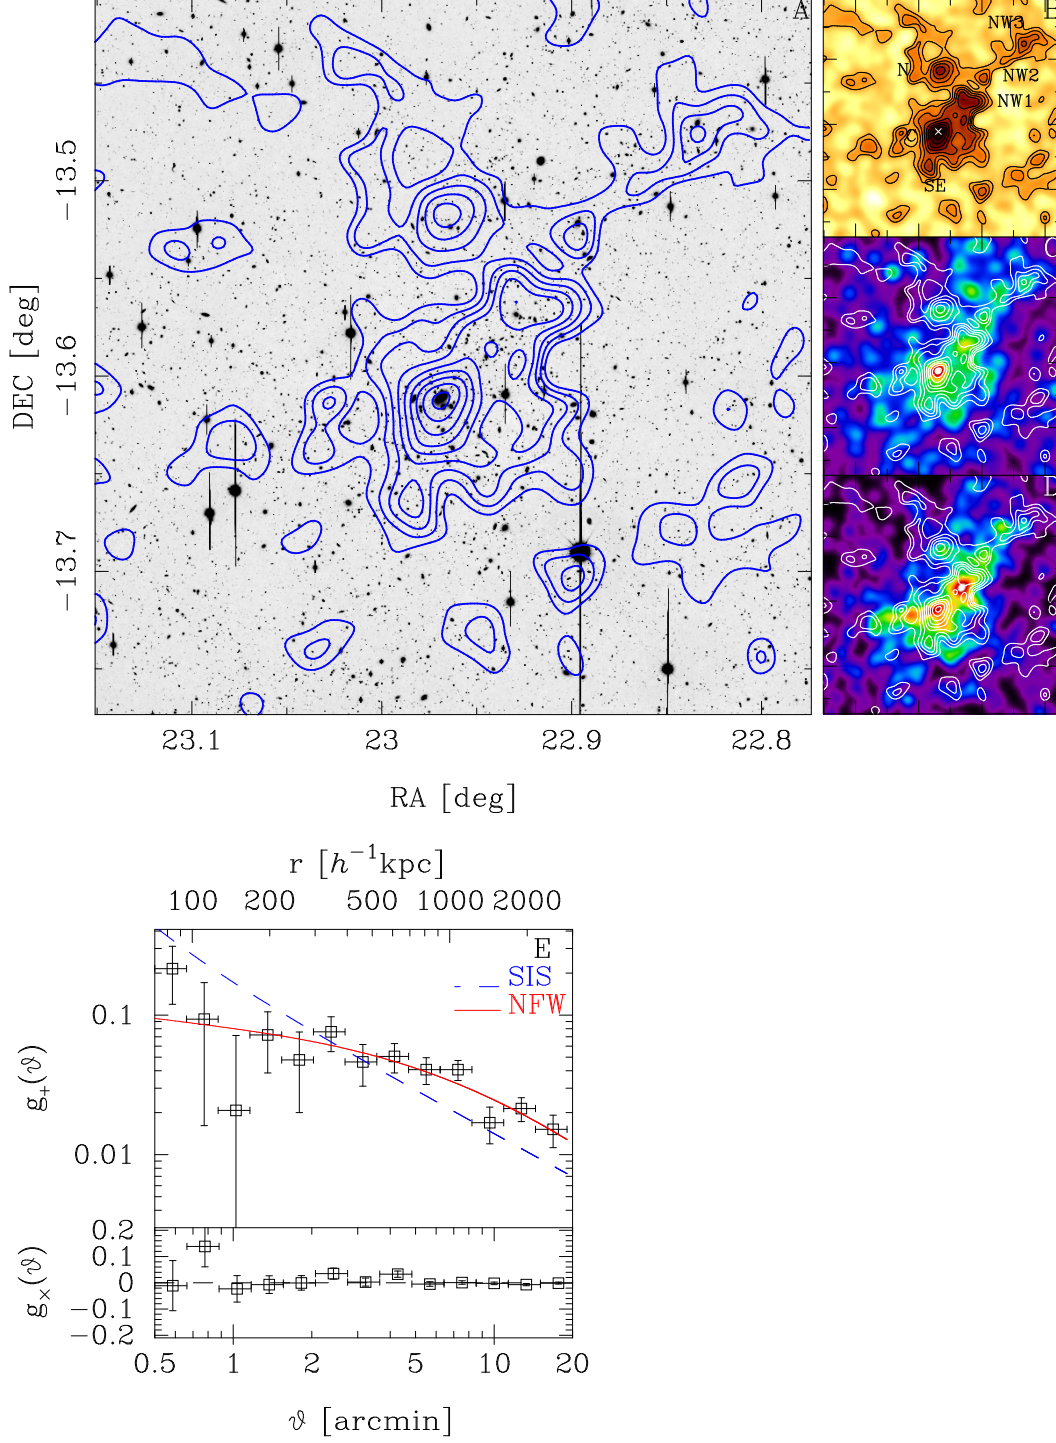 A
B
NW3
N
NW2
NW1
C
SE
C
D
−13.5
−13.6
−13.7
DEC [deg]
23.1 23 22.9 22.8
RA [deg]
r [h⁻¹kpc]
100 200 500 1000 2000
E
SIS
NFW
0.1
0.01
g₊(ϑ)
0.2
0.1
0
−0.1
−0.2
g×(ϑ)
0.5 1 2 5 10 20
ϑ [arcmin]